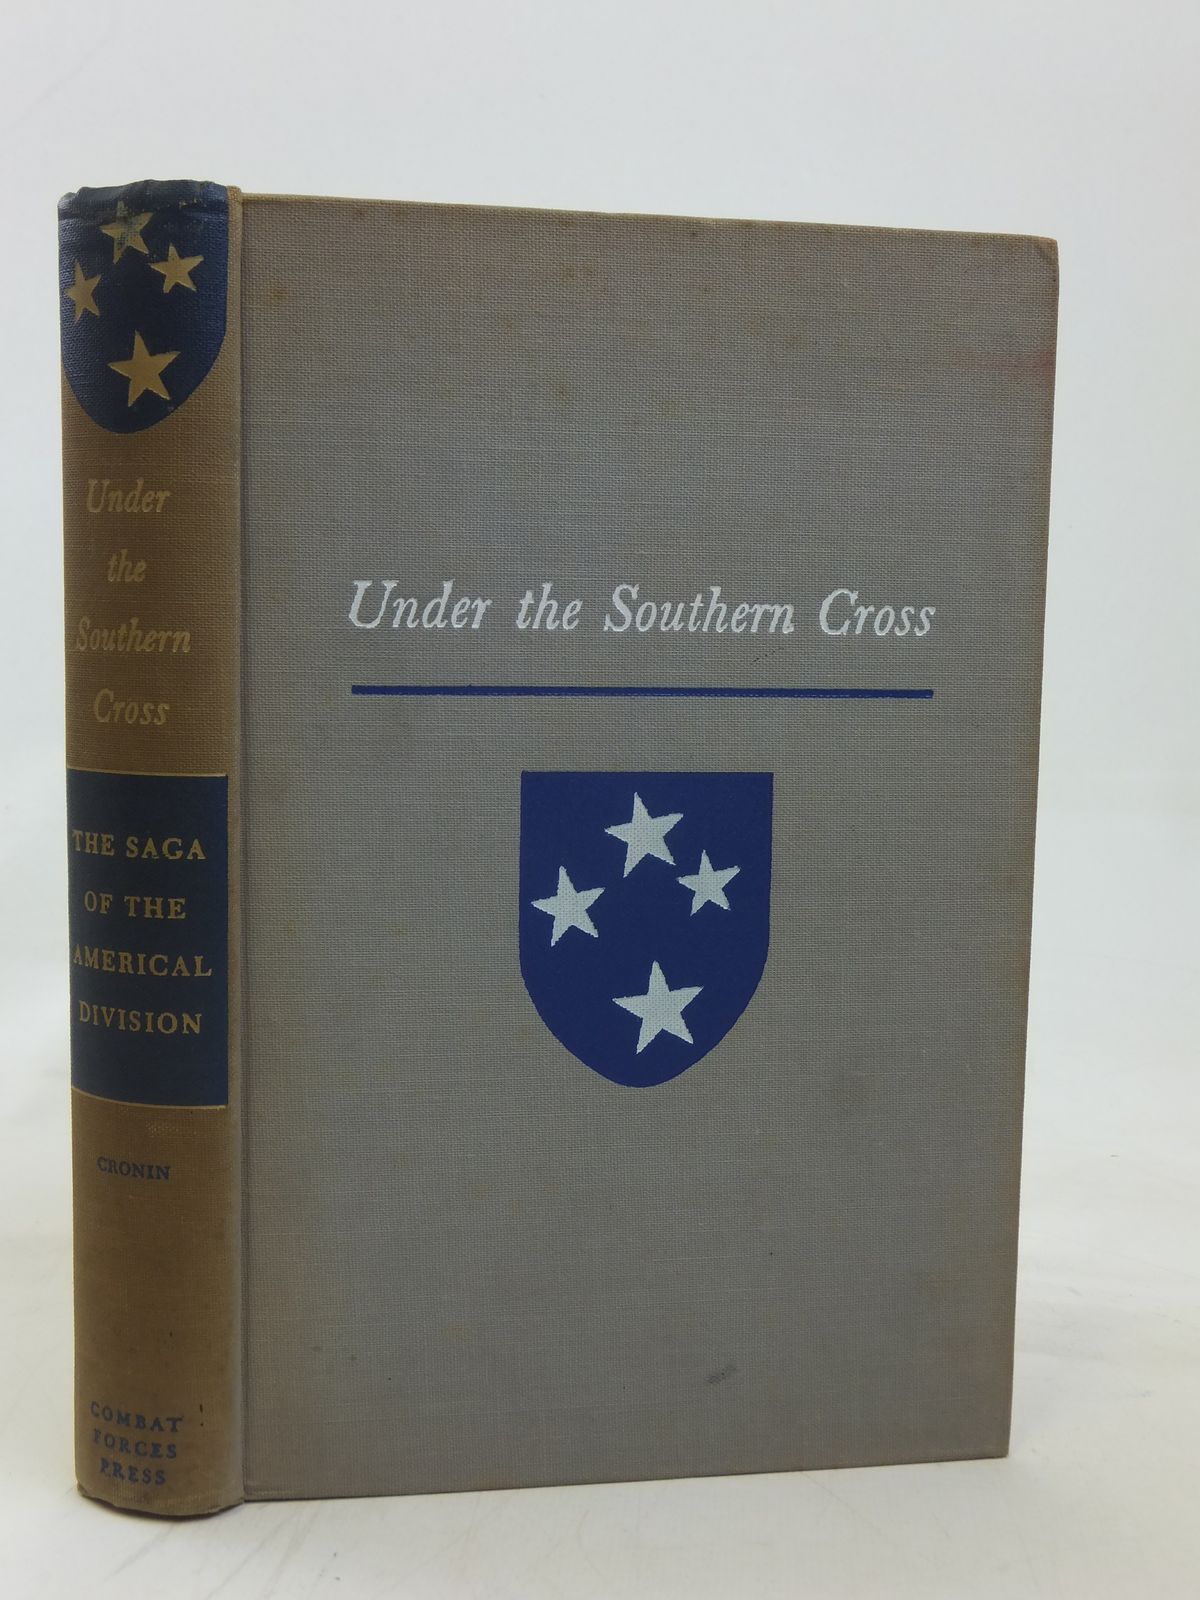 Under
the
Southern
Cross
THE SAGA
OF THE
AMERICAL
DIVISION
CRONIN
COMBAT
FORCES
PRESS
Under the Southern Cross